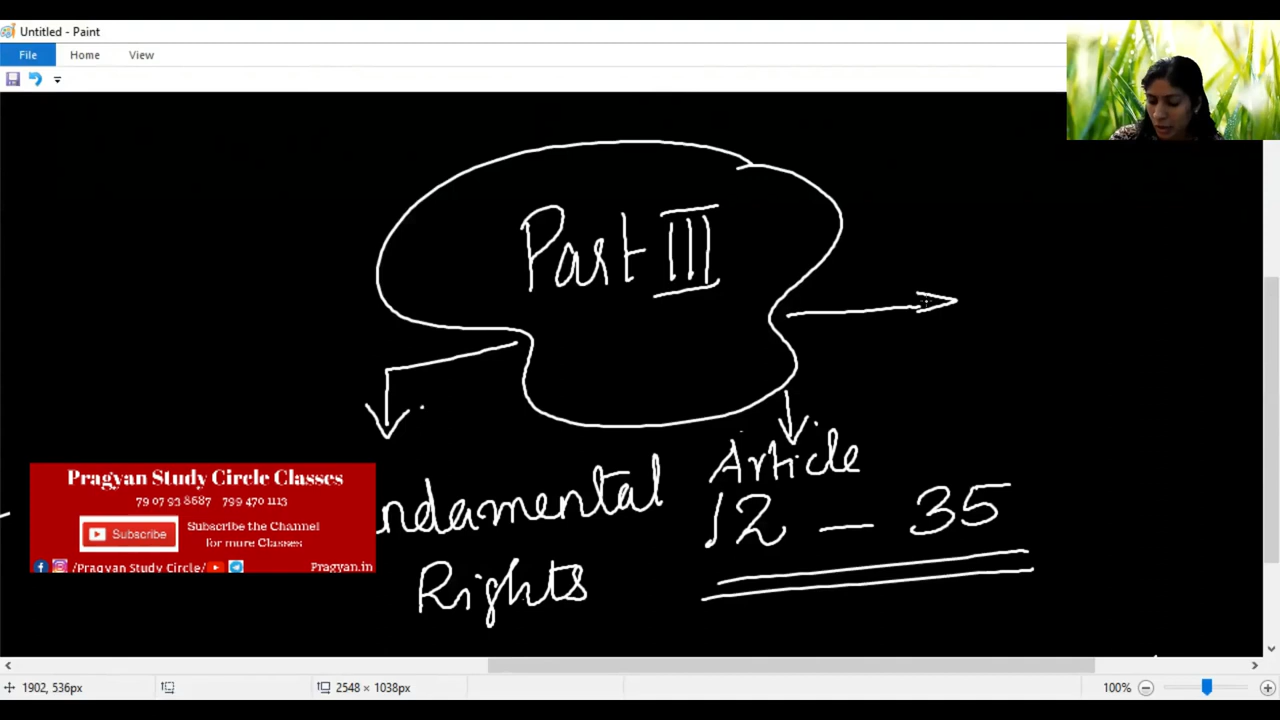 Untitled - Paint
File Home View
Part III
Article
12 - 35
ndamental
Rights
Pragyan Study Circle Classes
79 07 93 8687 799 470 1113
Subscribe
Subscribe the Channel
for more Classes
/Pragyan Study Circle/
Pragyan.in
1902, 536px
2548 × 1038px
100%